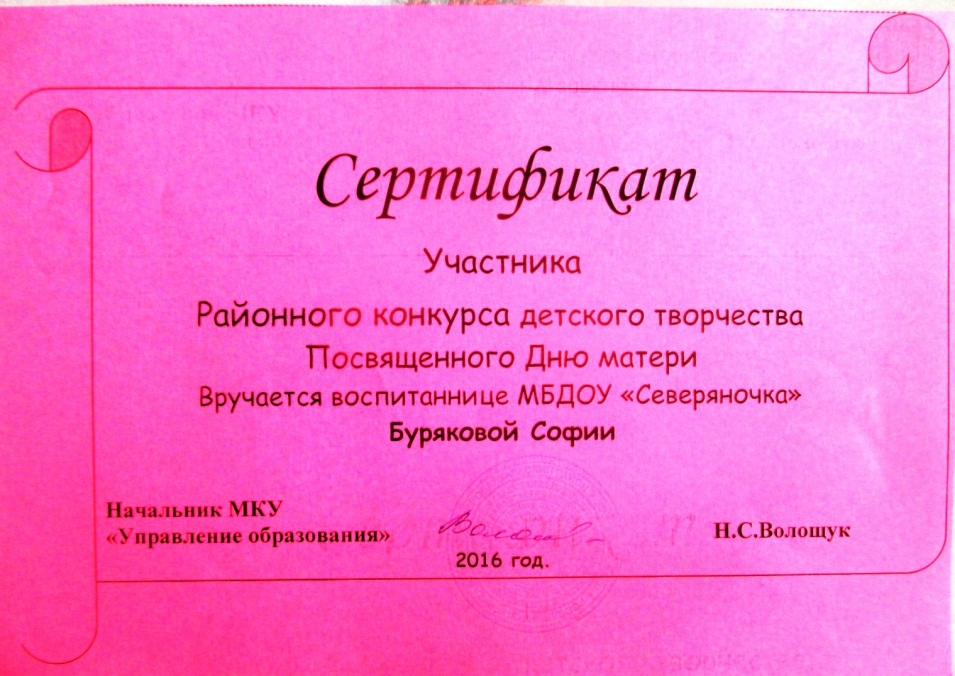 Сертификат
Участника
Районного конкурса детского творчества
Посвященного Дню матери
Вручается воспитаннице МБДОУ «Северяночка»
Буряковой Софии
Начальник МКУ
«Управление образования»
Н.С.Волощук
2016 год.